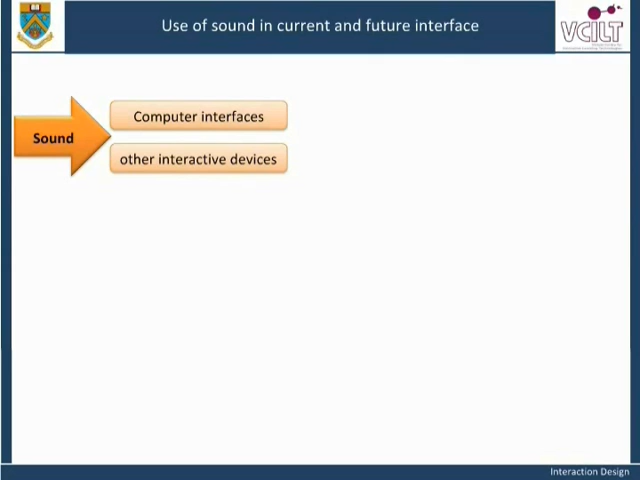 Use of sound in current and future interface
VCILT
Sound
Computer interfaces
other interactive devices
Interaction Design